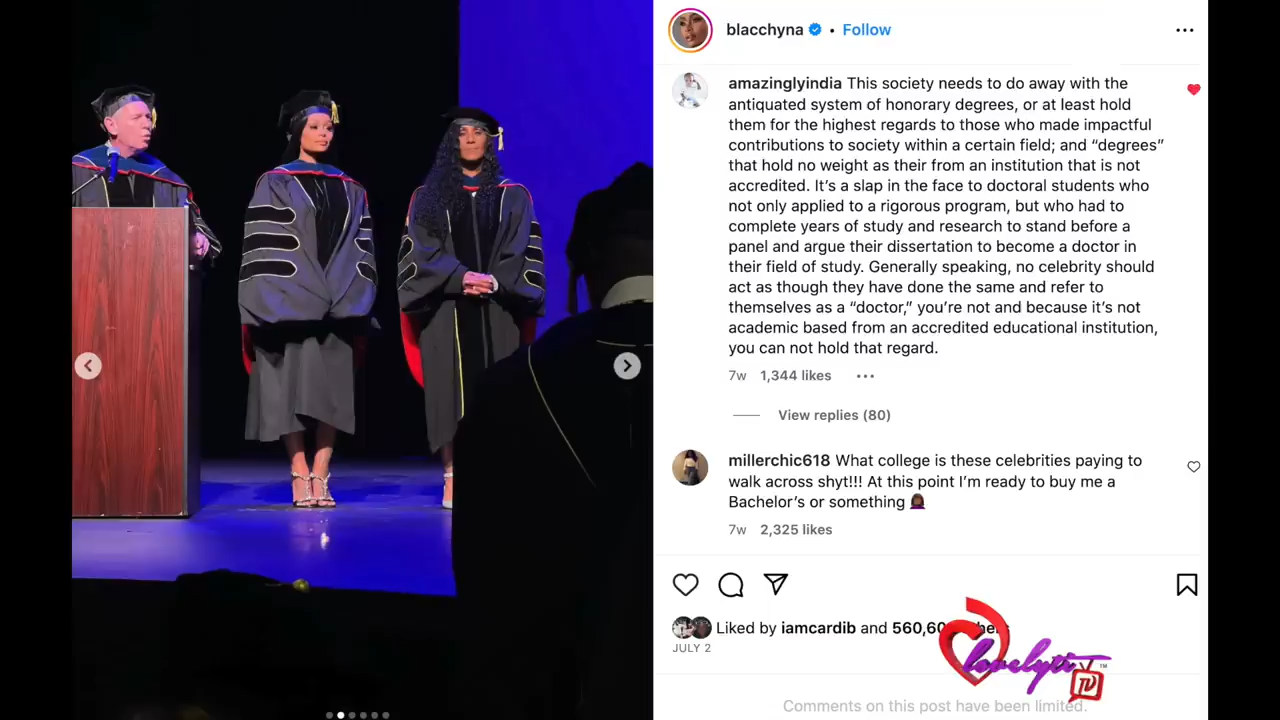 blacchyna • Follow
amazinglyindia This society needs to do away with the
antiquated system of honorary degrees, or at least hold
them for the highest regards to those who made impactful
contributions to society within a certain field; and “degrees”
that hold no weight as their from an institution that is not
accredited. It’s a slap in the face to doctoral students who
not only applied to a rigorous program, but who had to
complete years of study and research to stand before a
panel and argue their dissertation to become a doctor in
their field of study. Generally speaking, no celebrity should
act as though they have done the same and refer to
themselves as a “doctor,” you’re not and because it’s not
academic based from an accredited educational institution,
you can not hold that regard.
7w 1,344 likes
View replies (80)
millerchic618 What college is these celebrities paying to
walk across shyt!!! At this point I’m ready to buy me a
Bachelor’s or something
7w 2,325 likes
Liked by iamcardib and
JULY 2
lovelyti TV ™
Comments on this post have been limited.